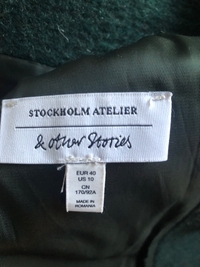 STOCKHOLM ATELIER
& other Stories
EUR 40
US 10
CN
170/92A
MADE IN
ROMANIA